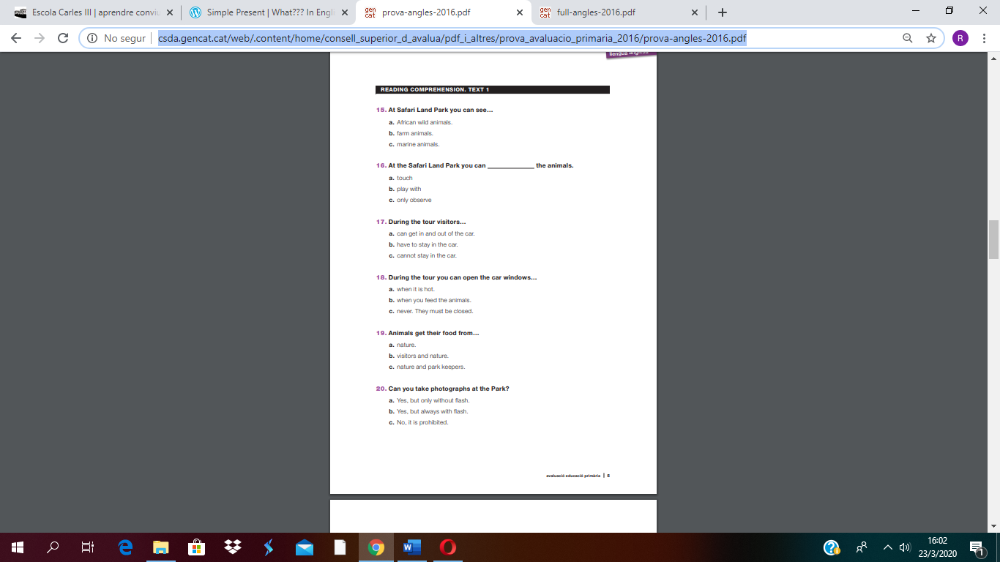 Escola Carles III | aprendre conviu
Simple Present | What??? In Engli
gen cat
prova-angles-2016.pdf
gen cat
full-angles-2016.pdf
No segur
csda.gencat.cat/web/.content/home/consell_superior_d_avalua/pdf_i_altres/prova_avaluacio_primaria_2016/prova-angles-2016.pdf
R
llengua anglesa
READING COMPREHENSION. TEXT 1
15. At Safari Land Park you can see...
a. African wild animals.
b. farm animals.
c. marine animals.
16. At the Safari Land Park you can ______________ the animals.
a. touch
b. play with
c. only observe
17. During the tour visitors...
a. can get in and out of the car.
b. have to stay in the car.
c. cannot stay in the car.
18. During the tour you can open the car windows...
a. when it is hot.
b. when you feed the animals.
c. never. They must be closed.
19. Animals get their food from...
a. nature.
b. visitors and nature.
c. nature and park keepers.
20. Can you take photographs at the Park?
a. Yes, but only without flash.
b. Yes, but always with flash.
c. No, it is prohibited.
avaluació educació primària | 5
16:02
23/3/2020
1